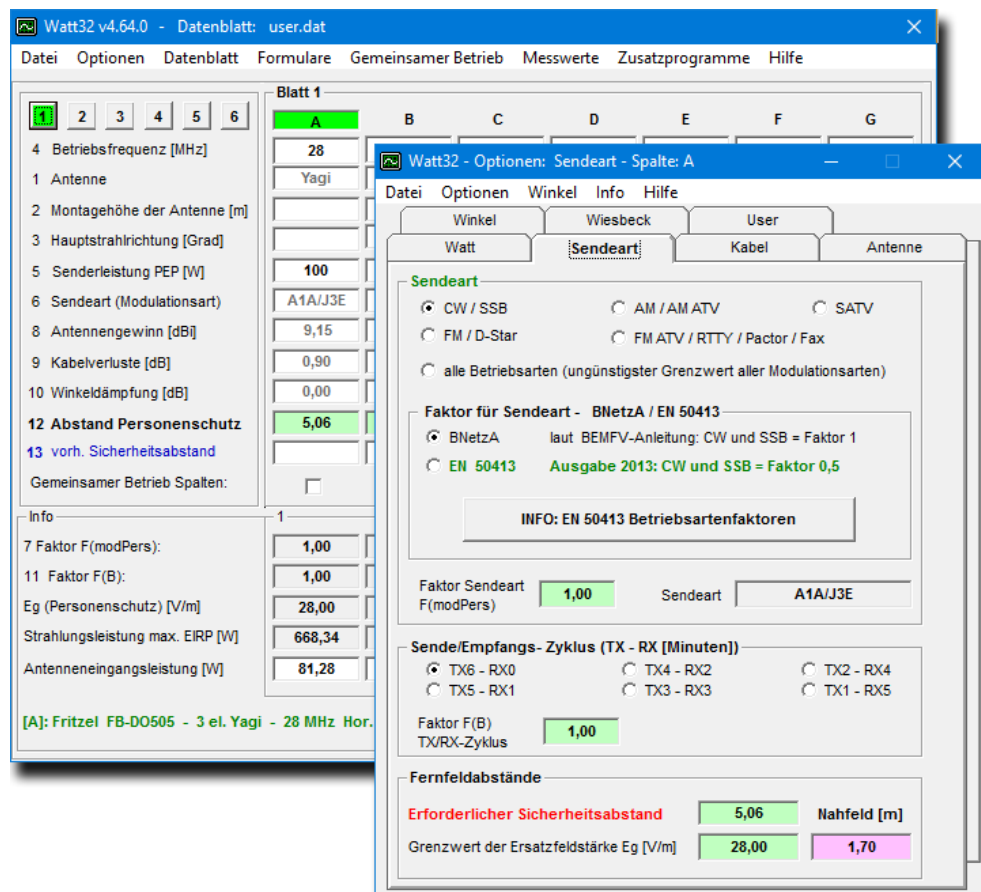 Watt32 v4.64.0 - Datenblatt: user.dat
Datei Optionen Datenblatt Formulare Gemeinsamer Betrieb Messwerte Zusatzprogramme Hilfe
Blatt 1
1 2 3 4 5 6
A B C D E F G
4 Betriebsfrequenz [MHz] 28
1 Antenne Yagi
2 Montagehöhe der Antenne [m]
3 Hauptstrahlrichtung [Grad]
5 Senderleistung PEP [W] 100
6 Sendeart (Modulationsart) A1A/J3E
8 Antennengewinn [dBi] 9,15
9 Kabelverluste [dB] 0,90
10 Winkeldämpfung [dB] 0,00
12 Abstand Personenschutz 5,06
13 vorh. Sicherheitsabstand
Gemeinsamer Betrieb Spalten:
Info 1
7 Faktor F(modPers): 1,00
11 Faktor F(B): 1,00
Eg (Personenschutz) [V/m] 28,00
Strahlungsleistung max. EIRP [W] 668,34
Antenneneingangsleistung [W] 81,28
[A]: Fritzel FB-DO505 - 3 el. Yagi - 28 MHz Hor.
Watt32 - Optionen: Sendeart - Spalte: A
Datei Optionen Winkel Info Hilfe
Winkel Wiesbeck User
Watt Sendeart Kabel Antenne
Sendeart
CW / SSB AM / AM ATV SATV
FM / D-Star FM ATV / RTTY / Pactor / Fax
alle Betriebsarten (ungünstigster Grenzwert aller Modulationsarten)
Faktor für Sendeart - BNetzA / EN 50413
BNetzA laut BEMFV-Anleitung: CW und SSB = Faktor 1
EN 50413 Ausgabe 2013: CW und SSB = Faktor 0,5
INFO: EN 50413 Betriebsartenfaktoren
Faktor Sendeart
F(modPers) 1,00 Sendeart A1A/J3E
Sende/Empfangs- Zyklus (TX - RX [Minuten])
TX6 - RX0 TX4 - RX2 TX2 - RX4
TX5 - RX1 TX3 - RX3 TX1 - RX5
Faktor F(B)
TX/RX-Zyklus 1,00
Fernfeldabstände
Erforderlicher Sicherheitsabstand 5,06 Nahfeld [m]
Grenzwert der Ersatzfeldstärke Eg [V/m] 28,00 1,70